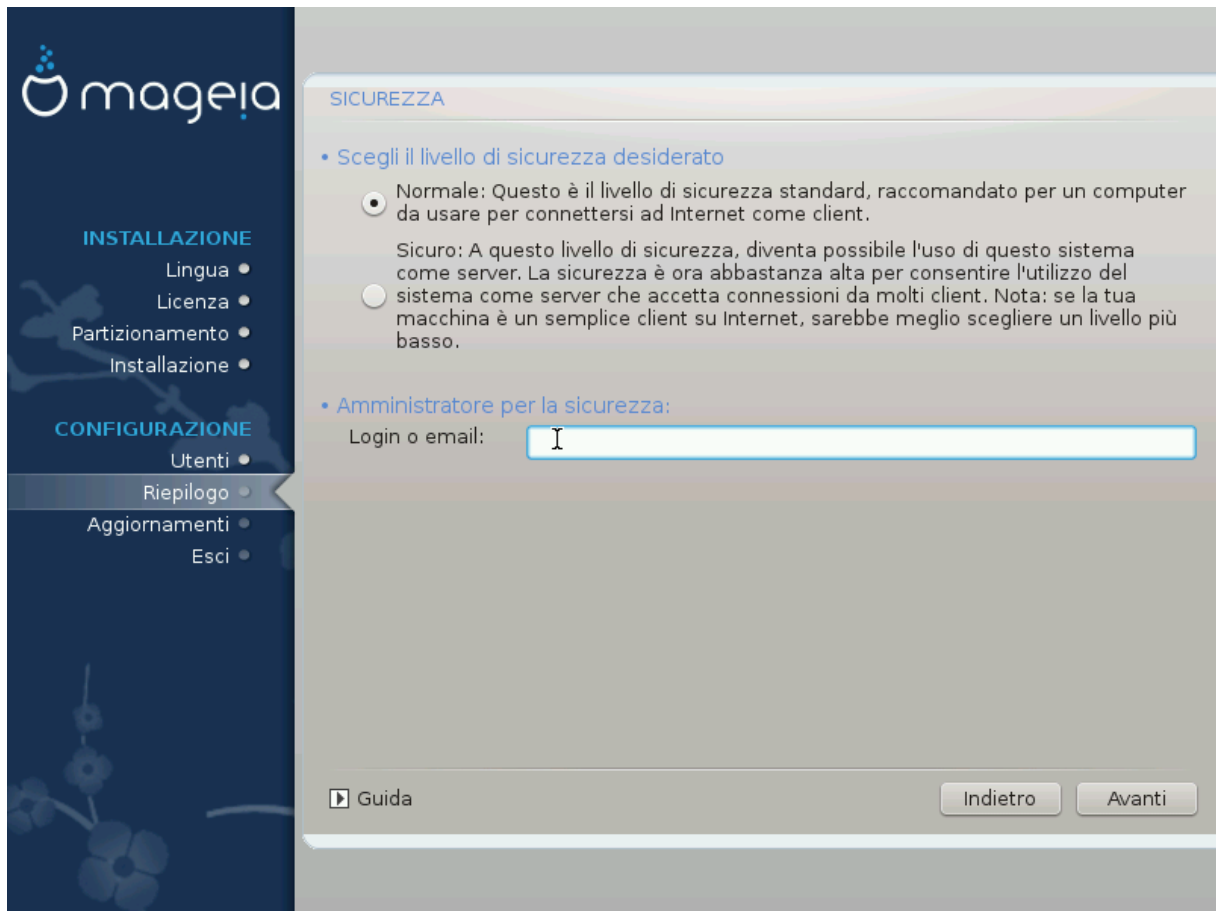 mageia
INSTALLAZIONE
Lingua
Licenza
Partizionamento
Installazione
CONFIGURAZIONE
Utenti
Riepilogo
Aggiornamenti
Esci
SICUREZZA
• Scegli il livello di sicurezza desiderato
Normale: Questo è il livello di sicurezza standard, raccomandato per un computer
da usare per connettersi ad Internet come client.
Sicuro: A questo livello di sicurezza, diventa possibile l'uso di questo sistema
come server. La sicurezza è ora abbastanza alta per consentire l'utilizzo del
sistema come server che accetta connessioni da molti client. Nota: se la tua
macchina è un semplice client su Internet, sarebbe meglio scegliere un livello più
basso.
• Amministratore per la sicurezza:
Login o email:
Guida
Indietro
Avanti